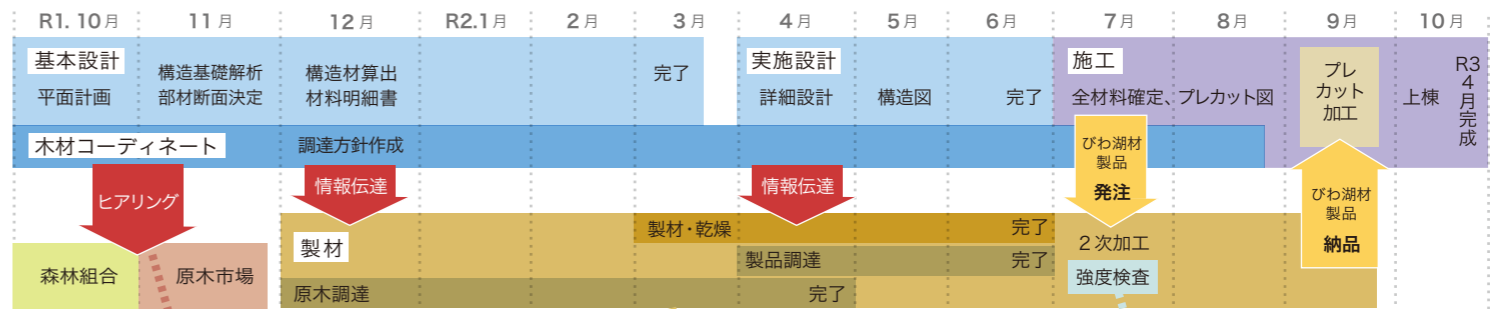 R1. 10月 11月 12月 R2.1月 2月 3月 4月 5月 6月 7月 8月 9月 10月
基本設計
平面計画
構造基礎解析
部材断面決定
構造材算出
材料明細書
完了
実施設計
詳細設計
構造図
完了
施工
全材料確定、プレカット図
プレ
カット
加工
上棟
R3
4月完成
木材コーディネート
調達方針作成
ヒアリング
情報伝達
情報伝達
びわ湖材
製品
発注
びわ湖材
製品
納品
森林組合
原木市場
製材
製材・乾燥
完了
製品調達
完了
原木調達
完了
2次加工
強度検査